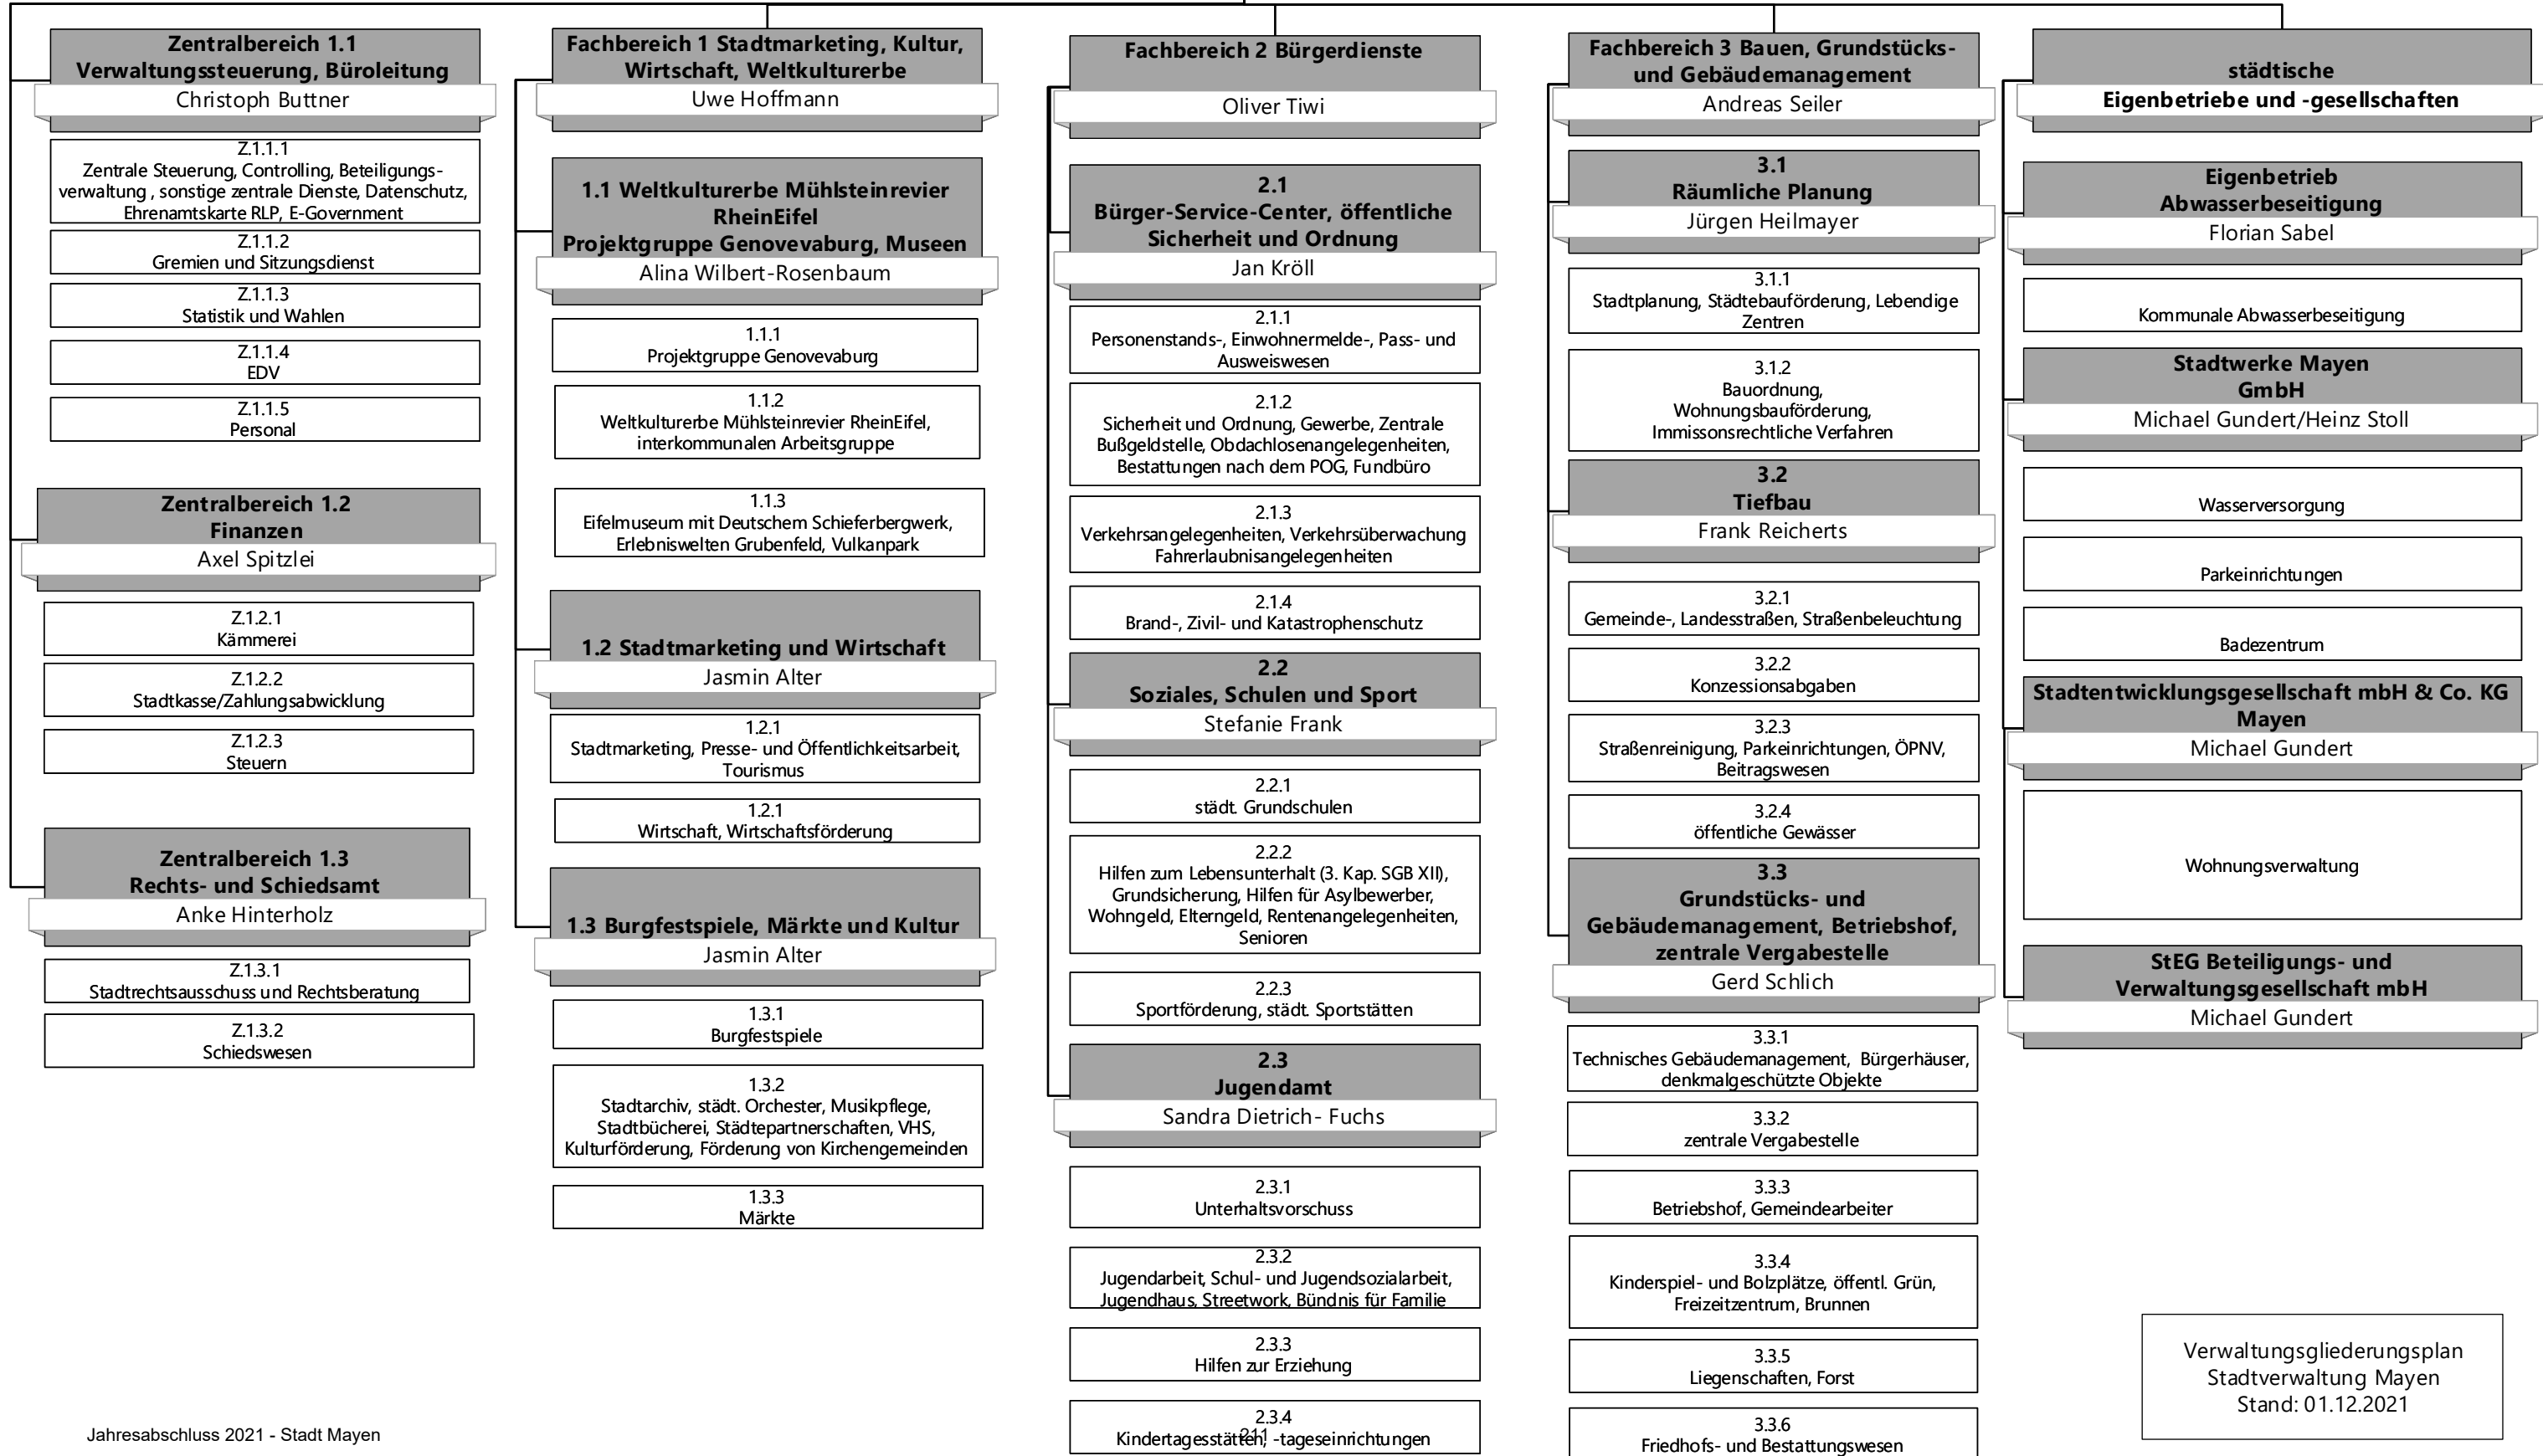 Zentralbereich 1.1
Verwaltungssteuerung, Büroleitung
Christoph Buttner
Z.1.1.1
Zentrale Steuerung, Controlling, Beteiligungs-
verwaltung , sonstige zentrale Dienste, Datenschutz,
Ehrenamtskarte RLP, E-Government
Z.1.1.2
Gremien und Sitzungsdienst
Z.1.1.3
Statistik und Wahlen
Z.1.1.4
EDV
Z.1.1.5
Personal
Zentralbereich 1.2
Finanzen
Axel Spitzlei
Z.1.2.1
Kämmerei
Z.1.2.2
Stadtkasse/Zahlungsabwicklung
Z.1.2.3
Steuern
Zentralbereich 1.3
Rechts- und Schiedsamt
Anke Hinterholz
Z.1.3.1
Stadtrechtsausschuss und Rechtsberatung
Z.1.3.2
Schiedswesen
Fachbereich 1 Stadtmarketing, Kultur,
Wirtschaft, Weltkulturerbe
Uwe Hoffmann
1.1 Weltkulturerbe Mühlsteinrevier
RheinEifel
Projektgruppe Genovevaburg, Museen
Alina Wilbert-Rosenbaum
1.1.1
Projektgruppe Genovevaburg
1.1.2
Weltkulturerbe Mühlsteinrevier RheinEifel,
interkommunalen Arbeitsgruppe
1.1.3
Eifelmuseum mit Deutschem Schieferbergwerk,
Erlebniswelten Grubenfeld, Vulkanpark
1.2 Stadtmarketing und Wirtschaft
Jasmin Alter
1.2.1
Stadtmarketing, Presse- und Öffentlichkeitsarbeit,
Tourismus
1.2.1
Wirtschaft, Wirtschaftsförderung
1.3 Burgfestspiele, Märkte und Kultur
Jasmin Alter
1.3.1
Burgfestspiele
1.3.2
Stadtarchiv, städt. Orchester, Musikpflege,
Stadtbücherei, Städtepartnerschaften, VHS,
Kulturförderung, Förderung von Kirchengemeinden
1.3.3
Märkte
Fachbereich 2 Bürgerdienste
Oliver Tiwi
2.1
Bürger-Service-Center, öffentliche
Sicherheit und Ordnung
Jan Kröll
2.1.1
Personenstands-, Einwohnermelde-, Pass- und
Ausweiswesen
2.1.2
Sicherheit und Ordnung, Gewerbe, Zentrale
Bußgeldstelle, Obdachlosenangelegenheiten,
Bestattungen nach dem POG, Fundbüro
2.1.3
Verkehrsangelegenheiten, Verkehrsüberwachung
Fahrerlaubnisangelegenheiten
2.1.4
Brand-, Zivil- und Katastrophenschutz
2.2
Soziales, Schulen und Sport
Stefanie Frank
2.2.1
städt. Grundschulen
2.2.2
Hilfen zum Lebensunterhalt (3. Kap. SGB XII),
Grundsicherung, Hilfen für Asylbewerber,
Wohngeld, Elterngeld, Rentenangelegenheiten,
Senioren
2.2.3
Sportförderung, städt. Sportstätten
2.3
Jugendamt
Sandra Dietrich- Fuchs
2.3.1
Unterhaltsvorschuss
2.3.2
Jugendarbeit, Schul- und Jugendsozialarbeit,
Jugendhaus, Streetwork, Bündnis für Familie
2.3.3
Hilfen zur Erziehung
2.3.4
Kindertagesstätten, -tageseinrichtungen
Fachbereich 3 Bauen, Grundstücks-
und Gebäudemanagement
Andreas Seiler
3.1
Räumliche Planung
Jürgen Heilmayer
3.1.1
Stadtplanung, Städtebauförderung, Lebendige
Zentren
3.1.2
Bauordnung,
Wohnungsbauförderung,
Immissonsrechtliche Verfahren
3.2
Tiefbau
Frank Reicherts
3.2.1
Gemeinde-, Landesstraßen, Straßenbeleuchtung
3.2.2
Konzessionsabgaben
3.2.3
Straßenreinigung, Parkeinrichtungen, ÖPNV,
Beitragswesen
3.2.4
öffentliche Gewässer
3.3
Grundstücks- und
Gebäudemanagement, Betriebshof,
zentrale Vergabestelle
Gerd Schlich
3.3.1
Technisches Gebäudemanagement, Bürgerhäuser,
denkmalgeschützte Objekte
3.3.2
zentrale Vergabestelle
3.3.3
Betriebshof, Gemeindearbeiter
3.3.4
Kinderspiel- und Bolzplätze, öffentl. Grün,
Freizeitzentrum, Brunnen
3.3.5
Liegenschaften, Forst
3.3.6
Friedhofs- und Bestattungswesen
städtische
Eigenbetriebe und -gesellschaften
Eigenbetrieb
Abwasserbeseitigung
Florian Sabel
Kommunale Abwasserbeseitigung
Stadtwerke Mayen
GmbH
Michael Gundert/Heinz Stoll
Wasserversorgung
Parkeinrichtungen
Badezentrum
Stadtentwicklungsgesellschaft mbH & Co. KG
Mayen
Michael Gundert
Wohnungsverwaltung
StEG Beteiligungs- und
Verwaltungsgesellschaft mbH
Michael Gundert
Verwaltungsgliederungsplan
Stadtverwaltung Mayen
Stand: 01.12.2021
Jahresabschluss 2021 - Stadt Mayen
211